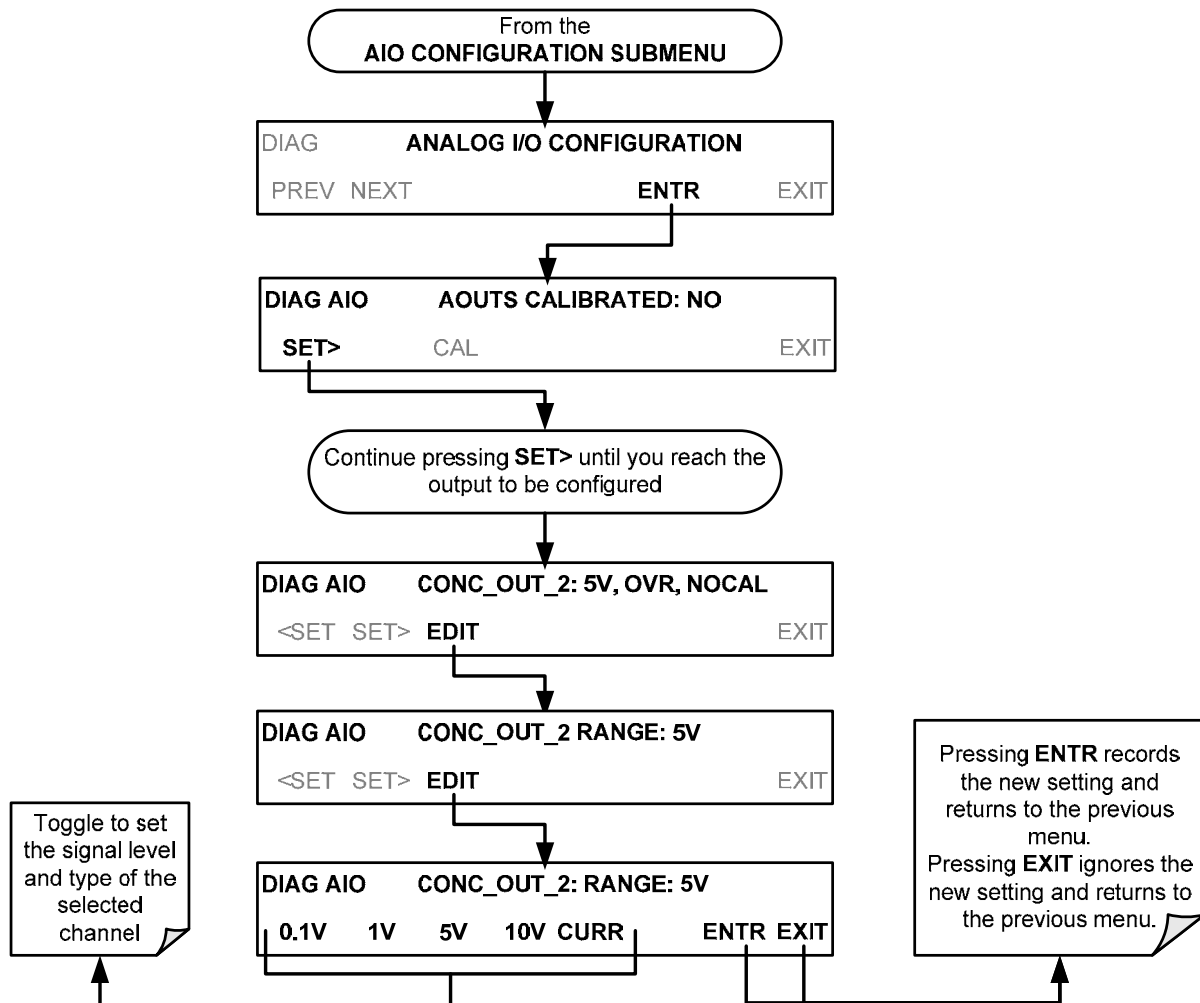 From the
AIO CONFIGURATION SUBMENU
DIAG ANALOG I/O CONFIGURATION
PREV NEXT ENTR EXIT
DIAG AIO AOUTS CALIBRATED: NO
SET> CAL EXIT
Continue pressing SET> until you reach the
output to be configured
DIAG AIO CONC_OUT_2: 5V, OVR, NOCAL
<SET SET> EDIT EXIT
DIAG AIO CONC_OUT_2 RANGE: 5V
<SET SET> EDIT EXIT
DIAG AIO CONC_OUT_2: RANGE: 5V
0.1V 1V 5V 10V CURR ENTR EXIT
Toggle to set
the signal level
and type of the
selected
channel
Pressing ENTR records
the new setting and
returns to the previous
menu.
Pressing EXIT ignores the
new setting and returns to
the previous menu.